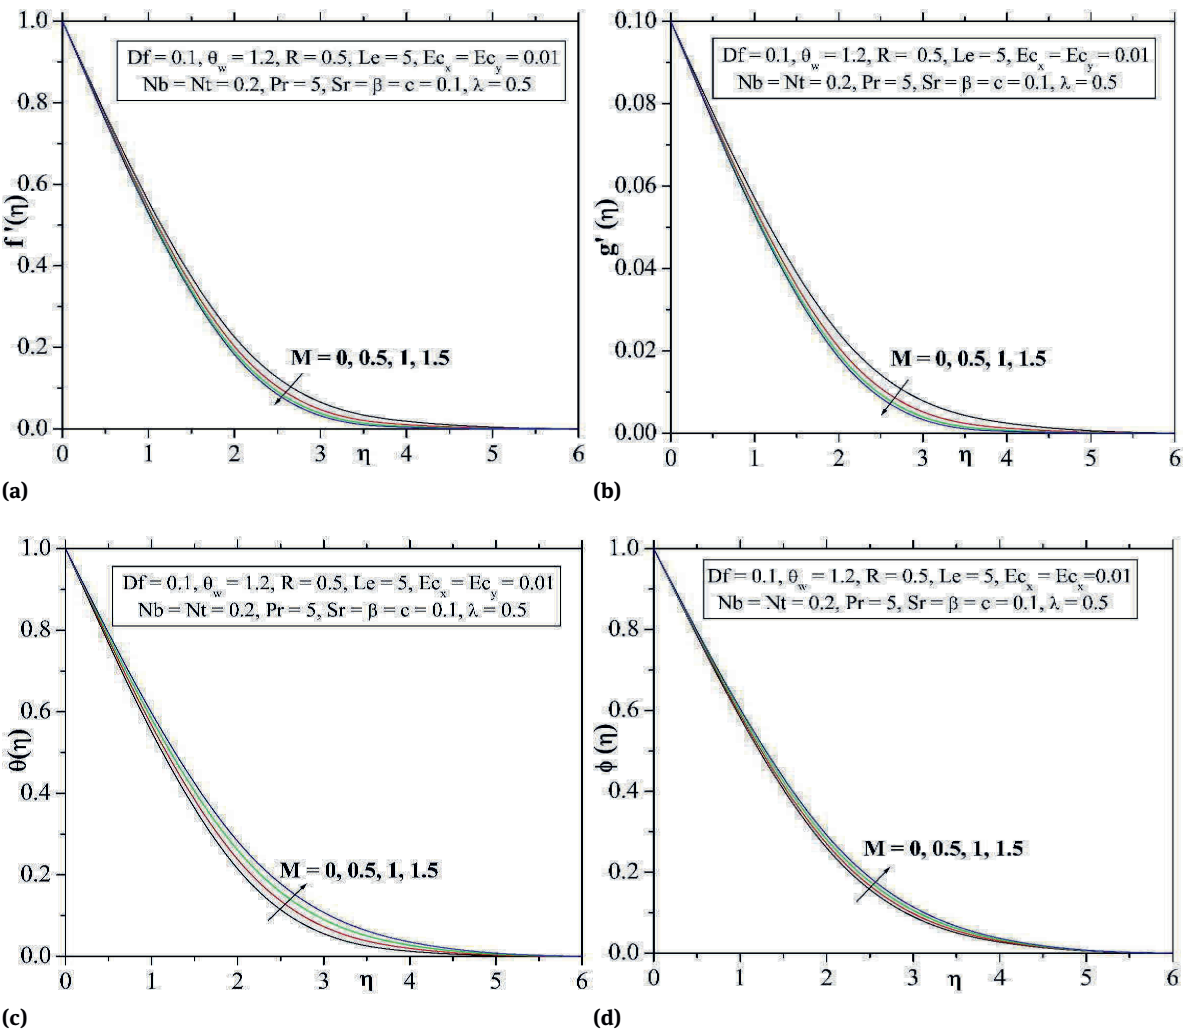 1.0
0.8
0.6
0.4
0.2
0.0
f '(η)
Df = 0.1, θw = 1.2, R = 0.5, Le = 5, Ecx = Ecy = 0.01
Nb = Nt = 0.2, Pr = 5, Sr = β = c = 0.1, λ = 0.5
M = 0, 0.5, 1, 1.5
0 1 2 3 4 5 6
η
(a)
0.10
0.08
0.06
0.04
0.02
0.00
g' (η)
Df = 0.1, θw = 1.2, R = 0.5, Le = 5, Ecx = Ecy = 0.01
Nb = Nt = 0.2, Pr = 5, Sr = β = c = 0.1, λ = 0.5
M = 0, 0.5, 1, 1.5
0 1 2 3 4 5 6
η
(b)
1.0
0.8
0.6
0.4
0.2
0.0
θ(η)
Df = 0.1, θw = 1.2, R = 0.5, Le = 5, Ecx = Ecy = 0.01
Nb = Nt = 0.2, Pr = 5, Sr = β = c = 0.1, λ = 0.5
M = 0, 0.5, 1, 1.5
0 1 2 3 4 5 6
η
(c)
1.0
0.8
0.6
0.4
0.2
0.0
ϕ (η)
Df = 0.1, θw = 1.2, R = 0.5, Le = 5, Ecx = Ecx=0.01
Nb = Nt = 0.2, Pr = 5, Sr = β = c = 0.1, λ = 0.5
M = 0, 0.5, 1, 1.5
0 1 2 3 4 5 6
η
(d)